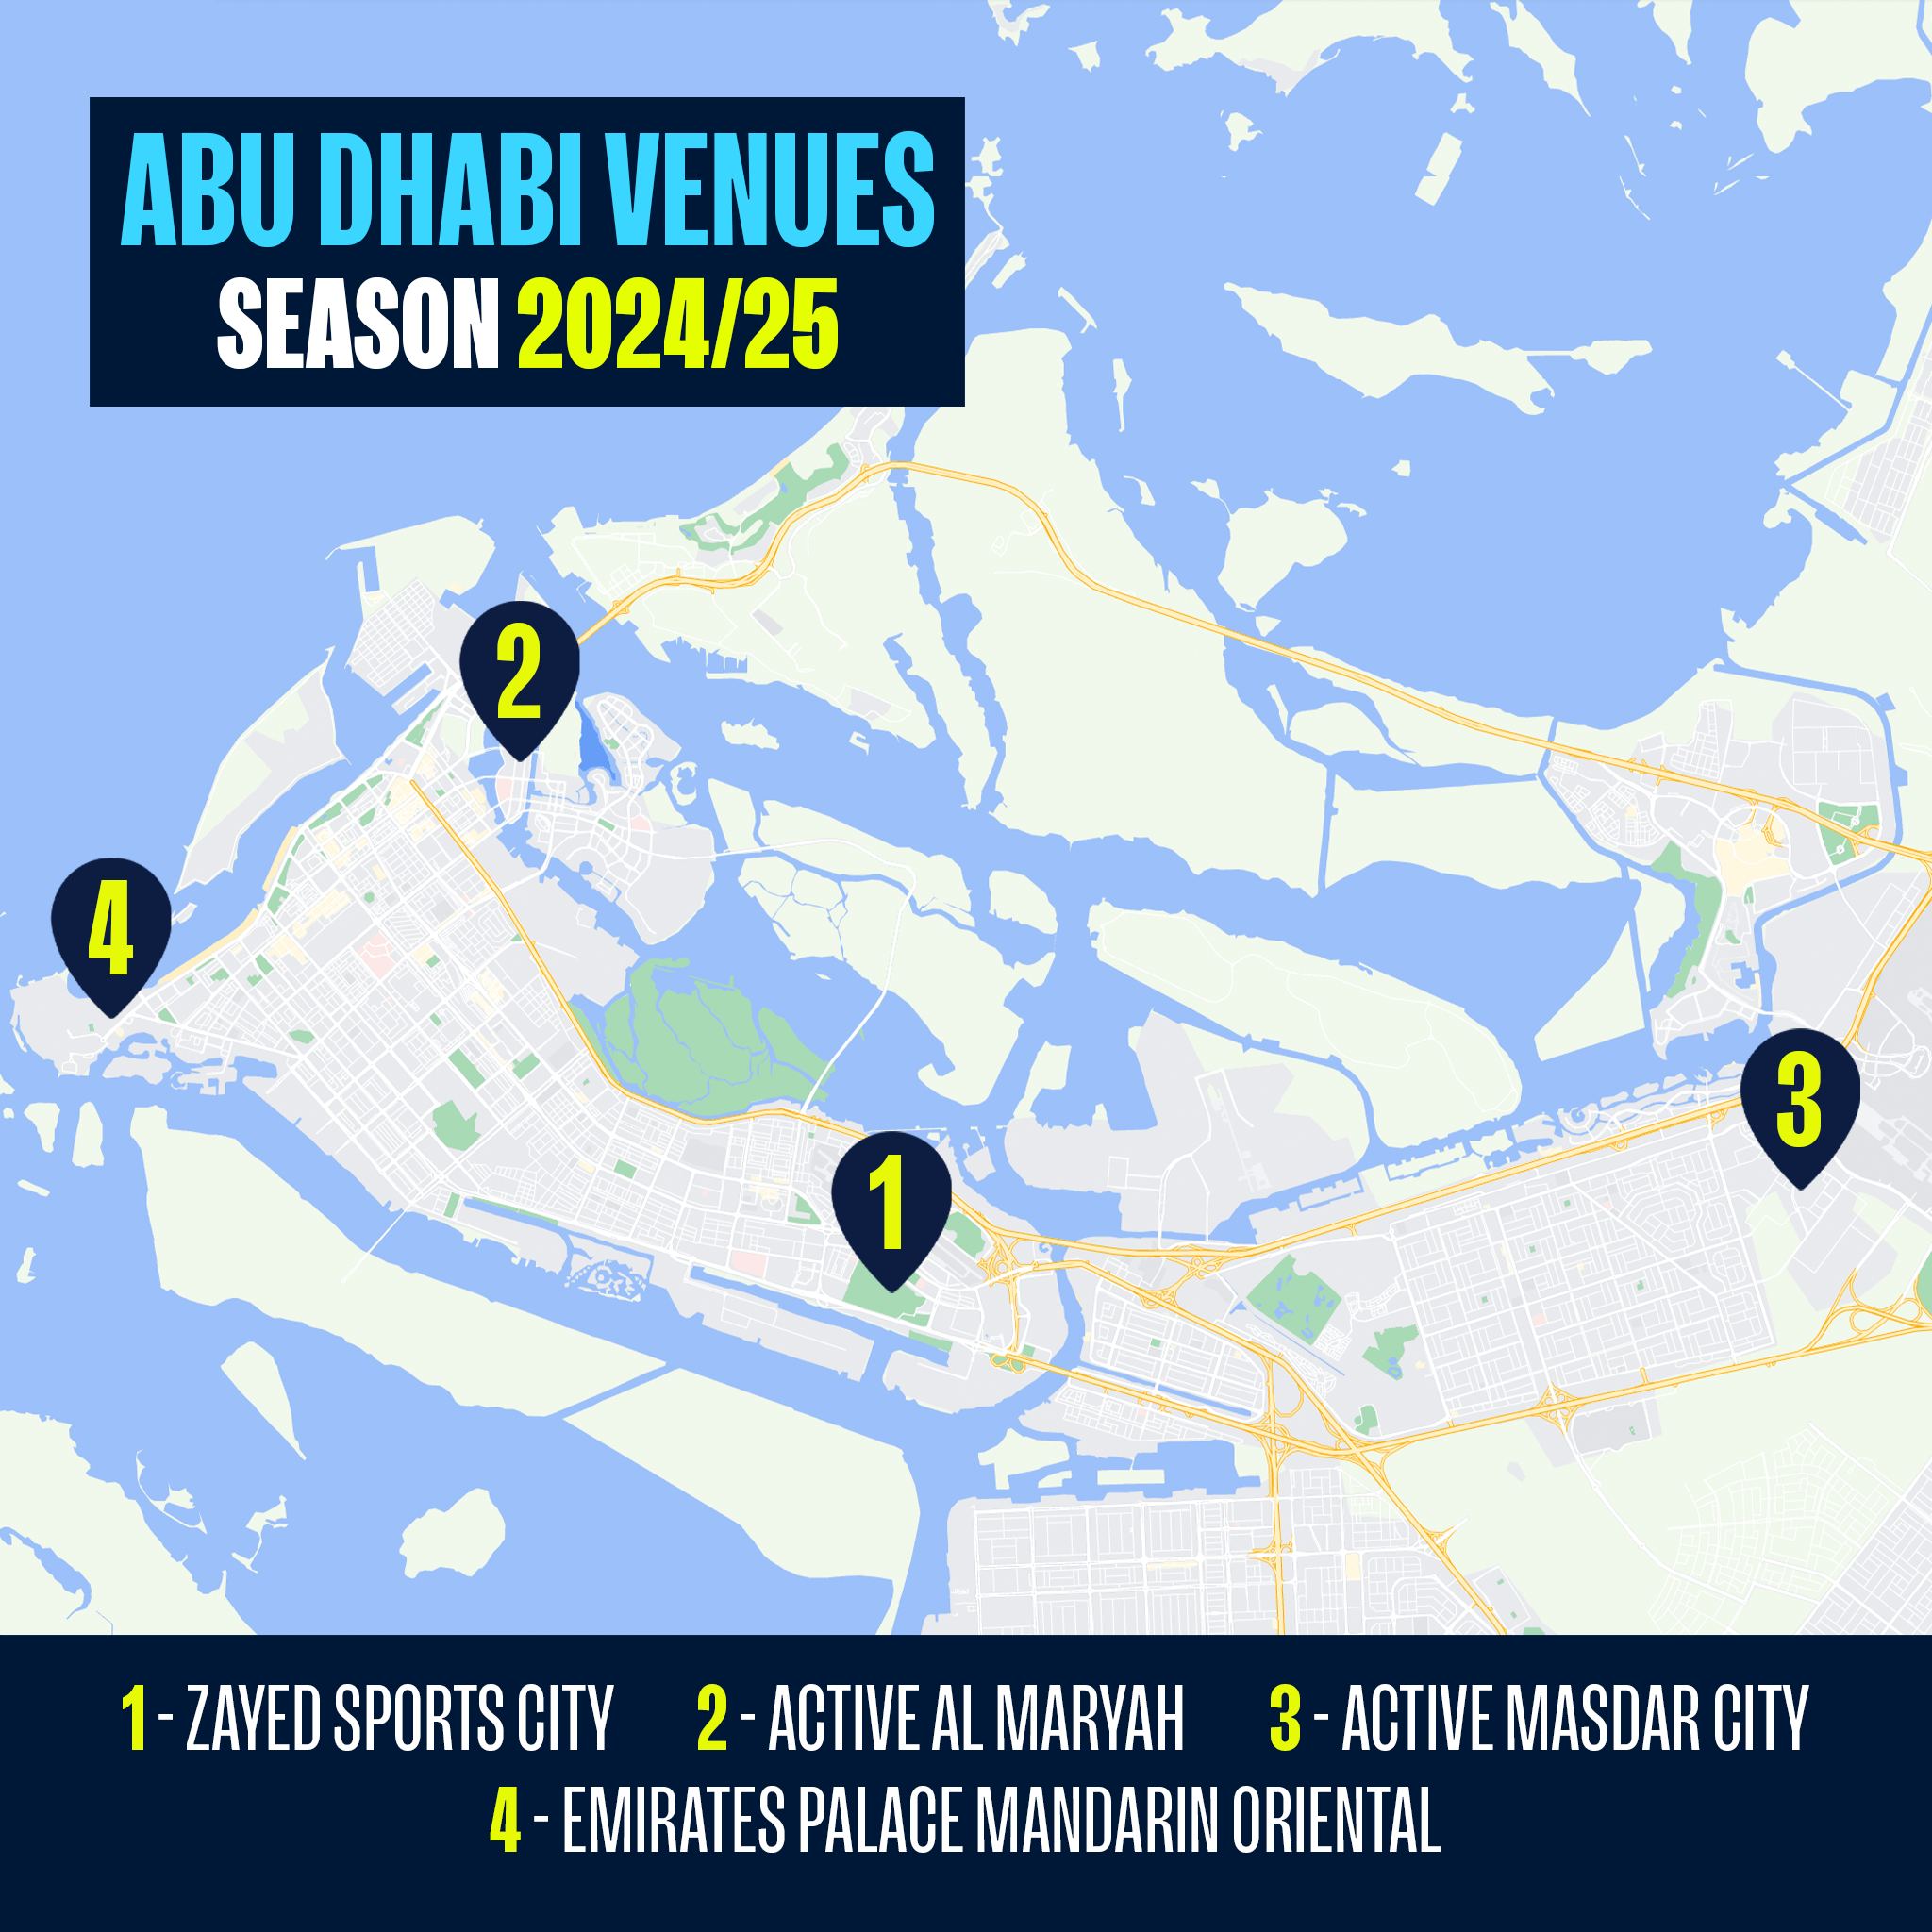 ABU DHABI VENUES
SEASON 2024/25
2
4
3
1
1 - ZAYED SPORTS CITY 2 - ACTIVE AL MARYAH 3 - ACTIVE MASDAR CITY
4 - EMIRATES PALACE MANDARIN ORIENTAL